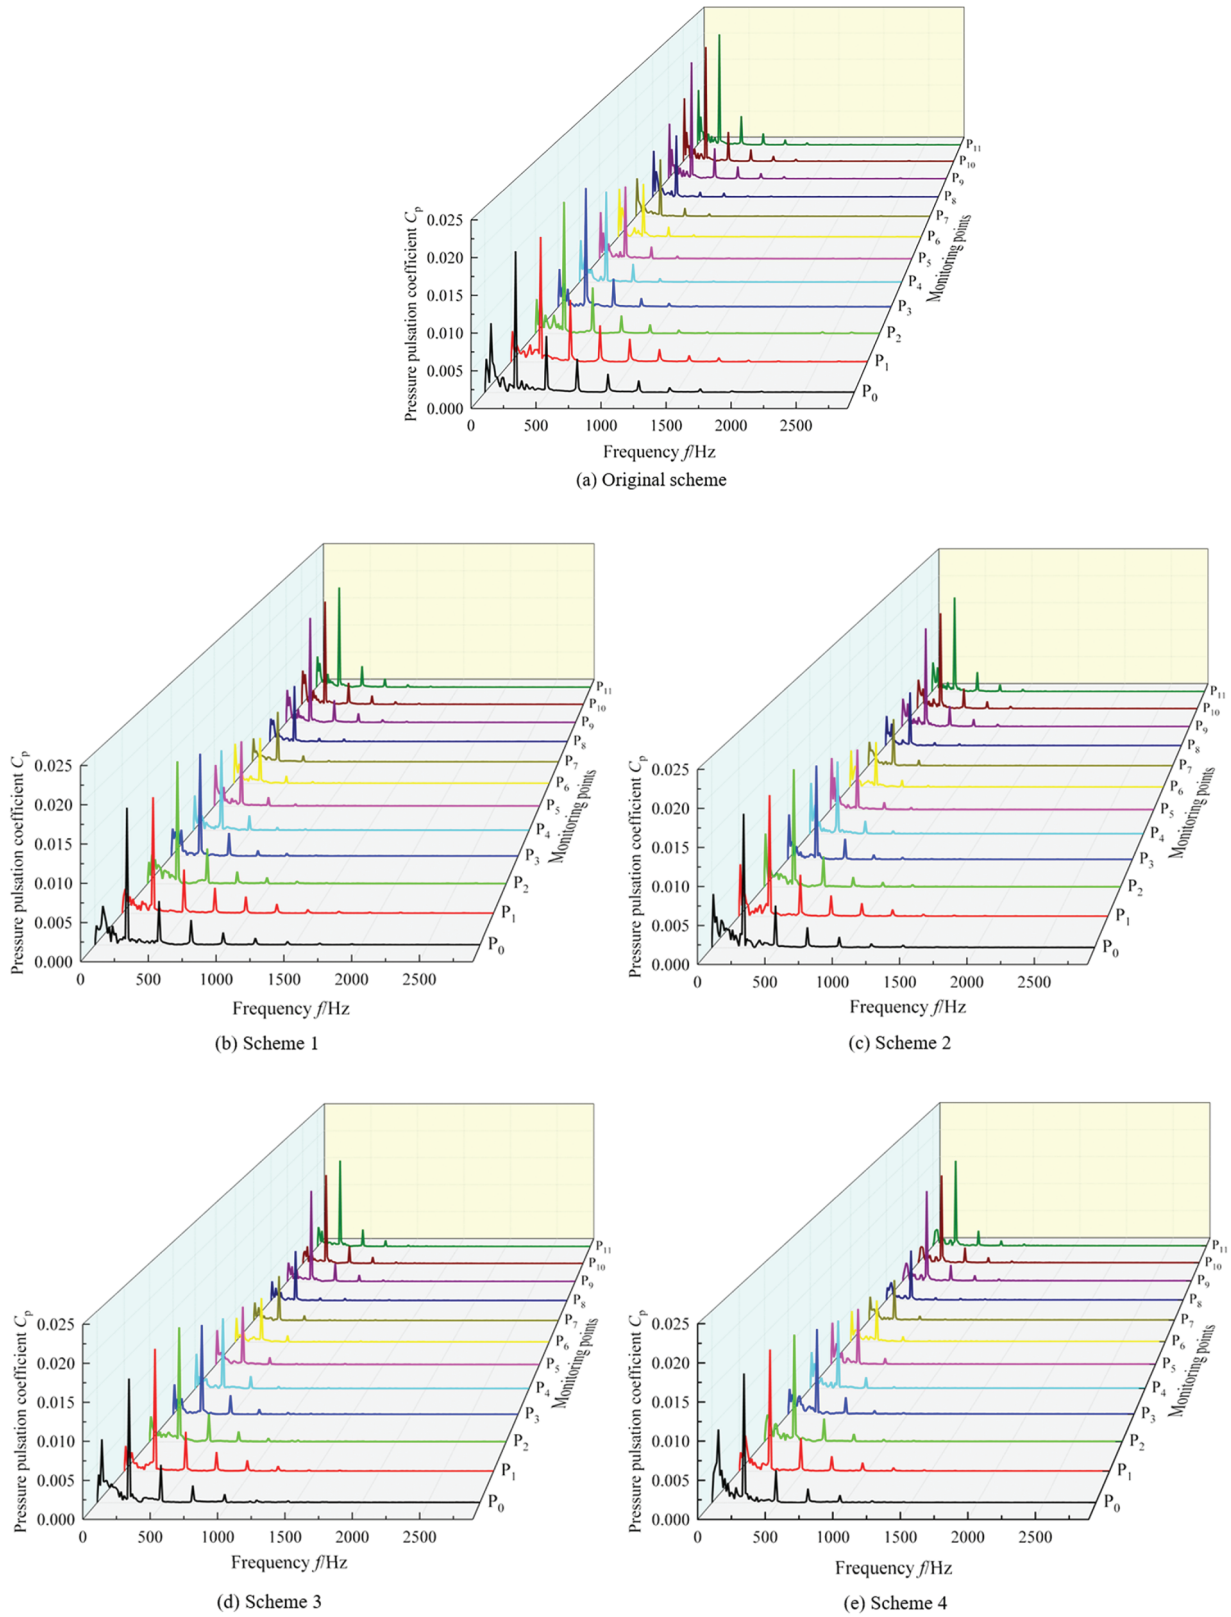 P11
P10
P9
P8
P7
P6
P5
P4
P3
P2
P1
P0
Monitoring points
Pressure pulsation coefficient Cp
0.025
0.020
0.015
0.010
0.005
0.000
0 500 1000 1500 2000 2500
Frequency f/Hz
(a) Original scheme
P11
P10
P9
P8
P7
P6
P5
P4
P3
P2
P1
P0
Monitoring points
Pressure pulsation coefficient Cp
0.025
0.020
0.015
0.010
0.005
0.000
0 500 1000 1500 2000 2500
Frequency f/Hz
(b) Scheme 1
P11
P10
P9
P8
P7
P6
P5
P4
P3
P2
P1
P0
Monitoring points
Pressure pulsation coefficient Cp
0.025
0.020
0.015
0.010
0.005
0.000
0 500 1000 1500 2000 2500
Frequency f/Hz
(c) Scheme 2
P11
P10
P9
P8
P7
P6
P5
P4
P3
P2
P1
P0
Monitoring points
Pressure pulsation coefficient Cp
0.025
0.020
0.015
0.010
0.005
0.000
0 500 1000 1500 2000 2500
Frequency f/Hz
(d) Scheme 3
P11
P10
P9
P8
P7
P6
P5
P4
P3
P2
P1
P0
Monitoring points
Pressure pulsation coefficient Cp
0.025
0.020
0.015
0.010
0.005
0.000
0 500 1000 1500 2000 2500
Frequency f/Hz
(e) Scheme 4